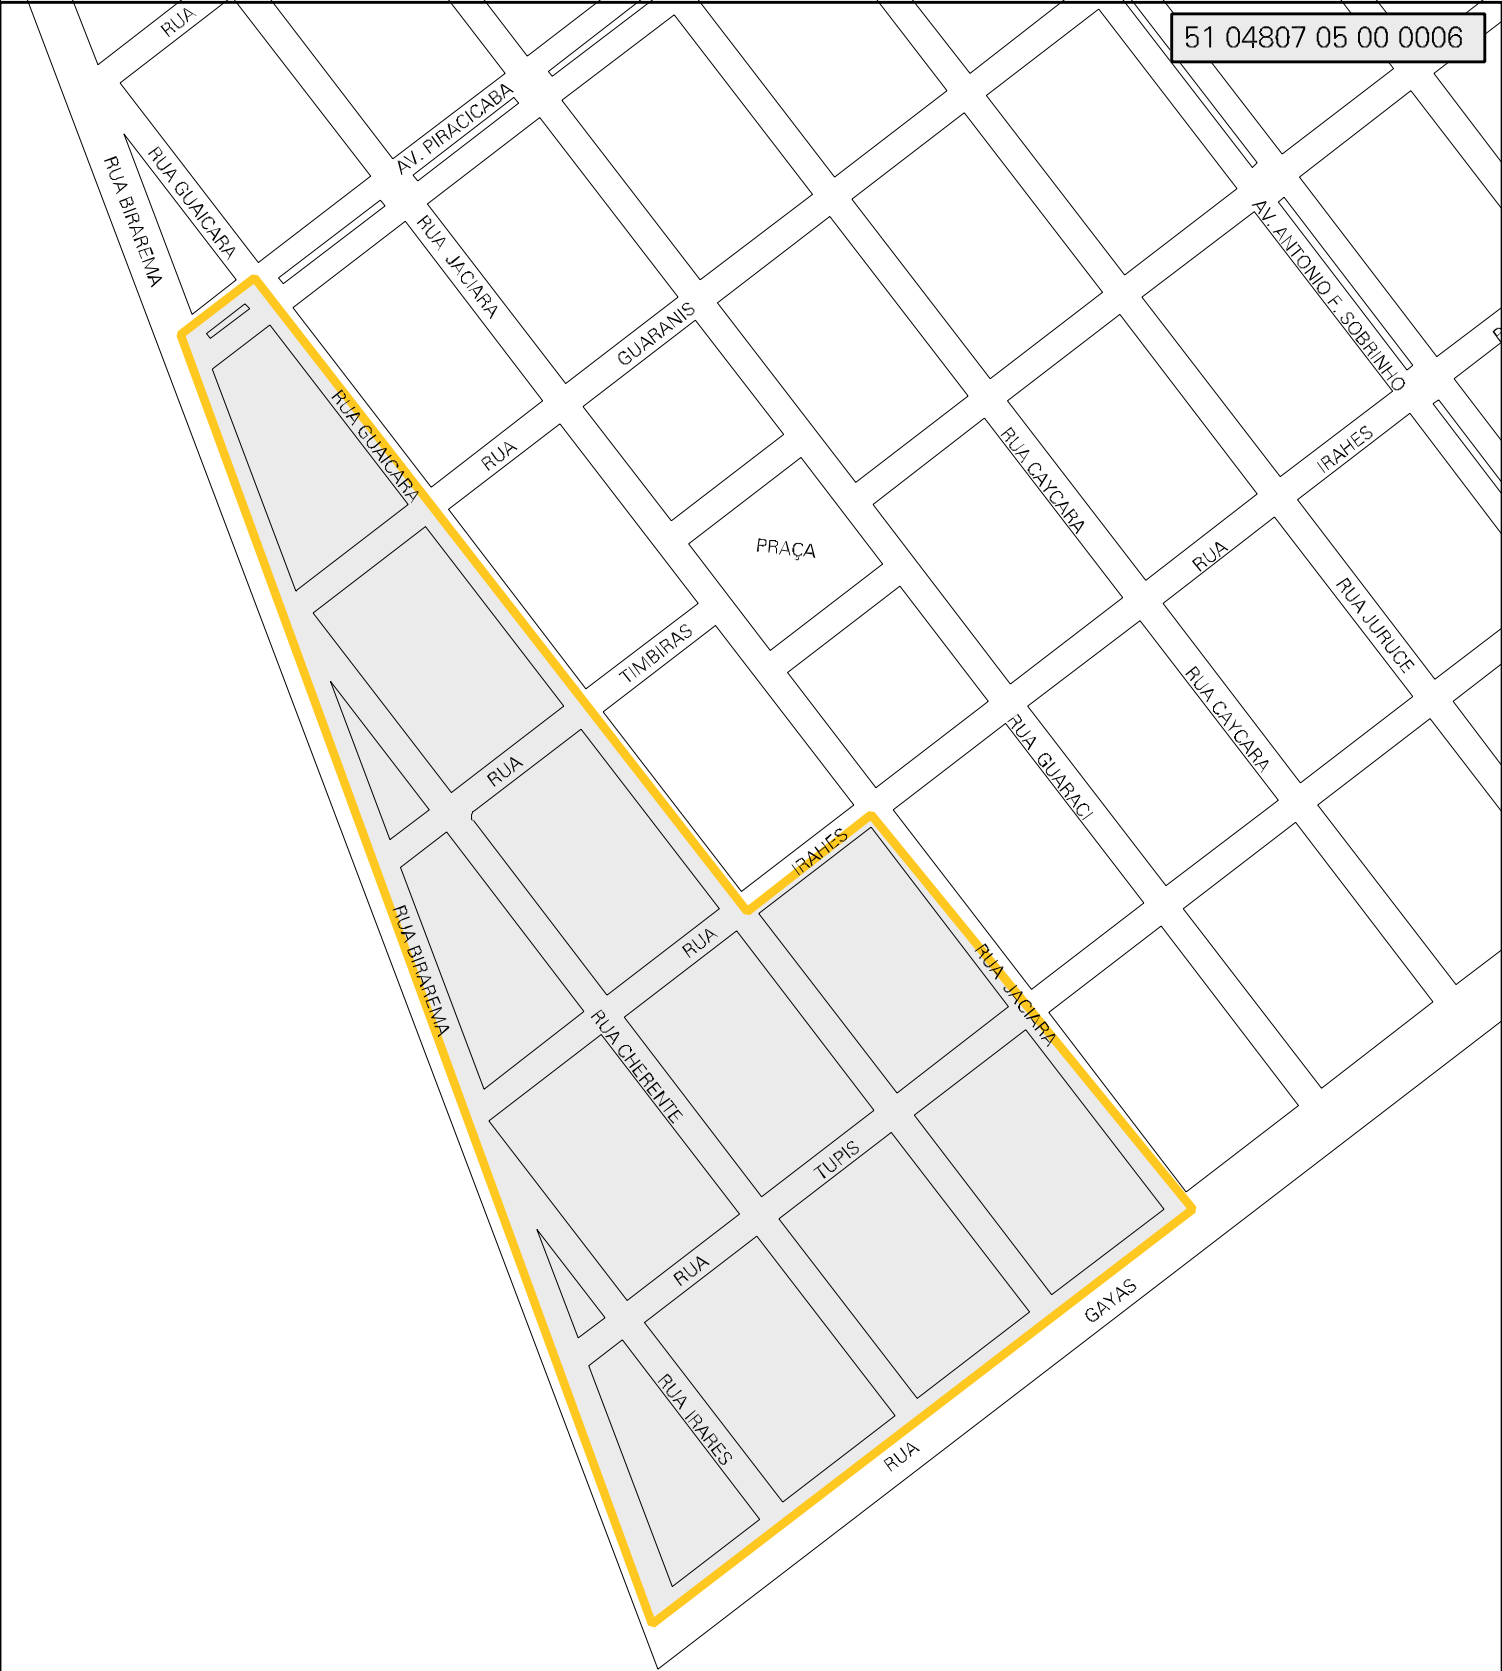 RUA
51 04807 05 00 0006
AV. PIRACICABA
RUA GUAICARA
RUA BIRAREMA
RUA JACIARA
AV. ANTONIO F. SOBRINHO
GUARANIS
RUA
RUA GUAICARA
RUA CAYCARA
IRAHES
PRAÇA
RUA
RUA JURUCE
TIMBIRAS
RUA CAYCARA
RUA GUARACI
RUA
IRAHES
RUA
RUA BIRAREMA
RUA JACIARA
RUA CHERENTE
TUPIS
RUA
GAYAS
RUA IRARES
RUA